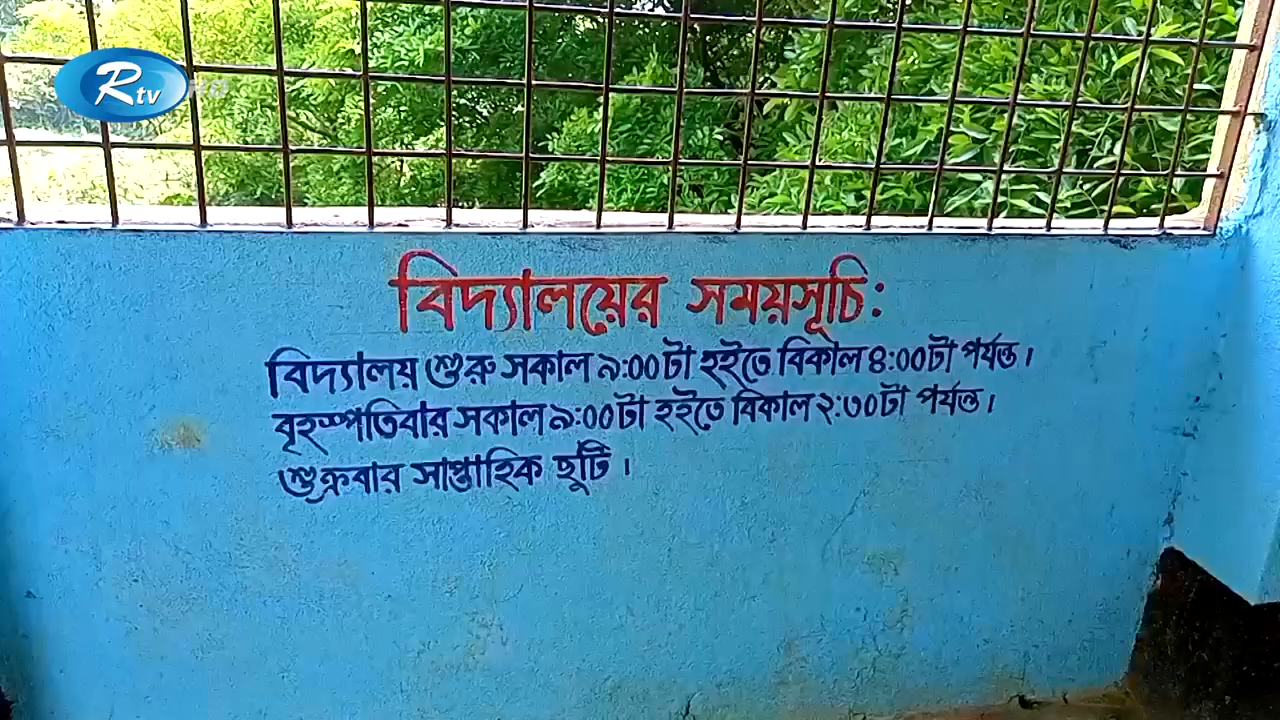 Rtv
বিদ্যালয়ের সময়সূচি:
বিদ্যালয় শুরু সকাল ৯:০০টা হইতে বিকাল ৪:০০টা পর্যন্ত।
বৃহস্পতিবার সকাল ৯:০০টা হইতে বিকাল ২:৩০টা পর্যন্ত।
শুক্রবার সাপ্তাহিক ছুটি।